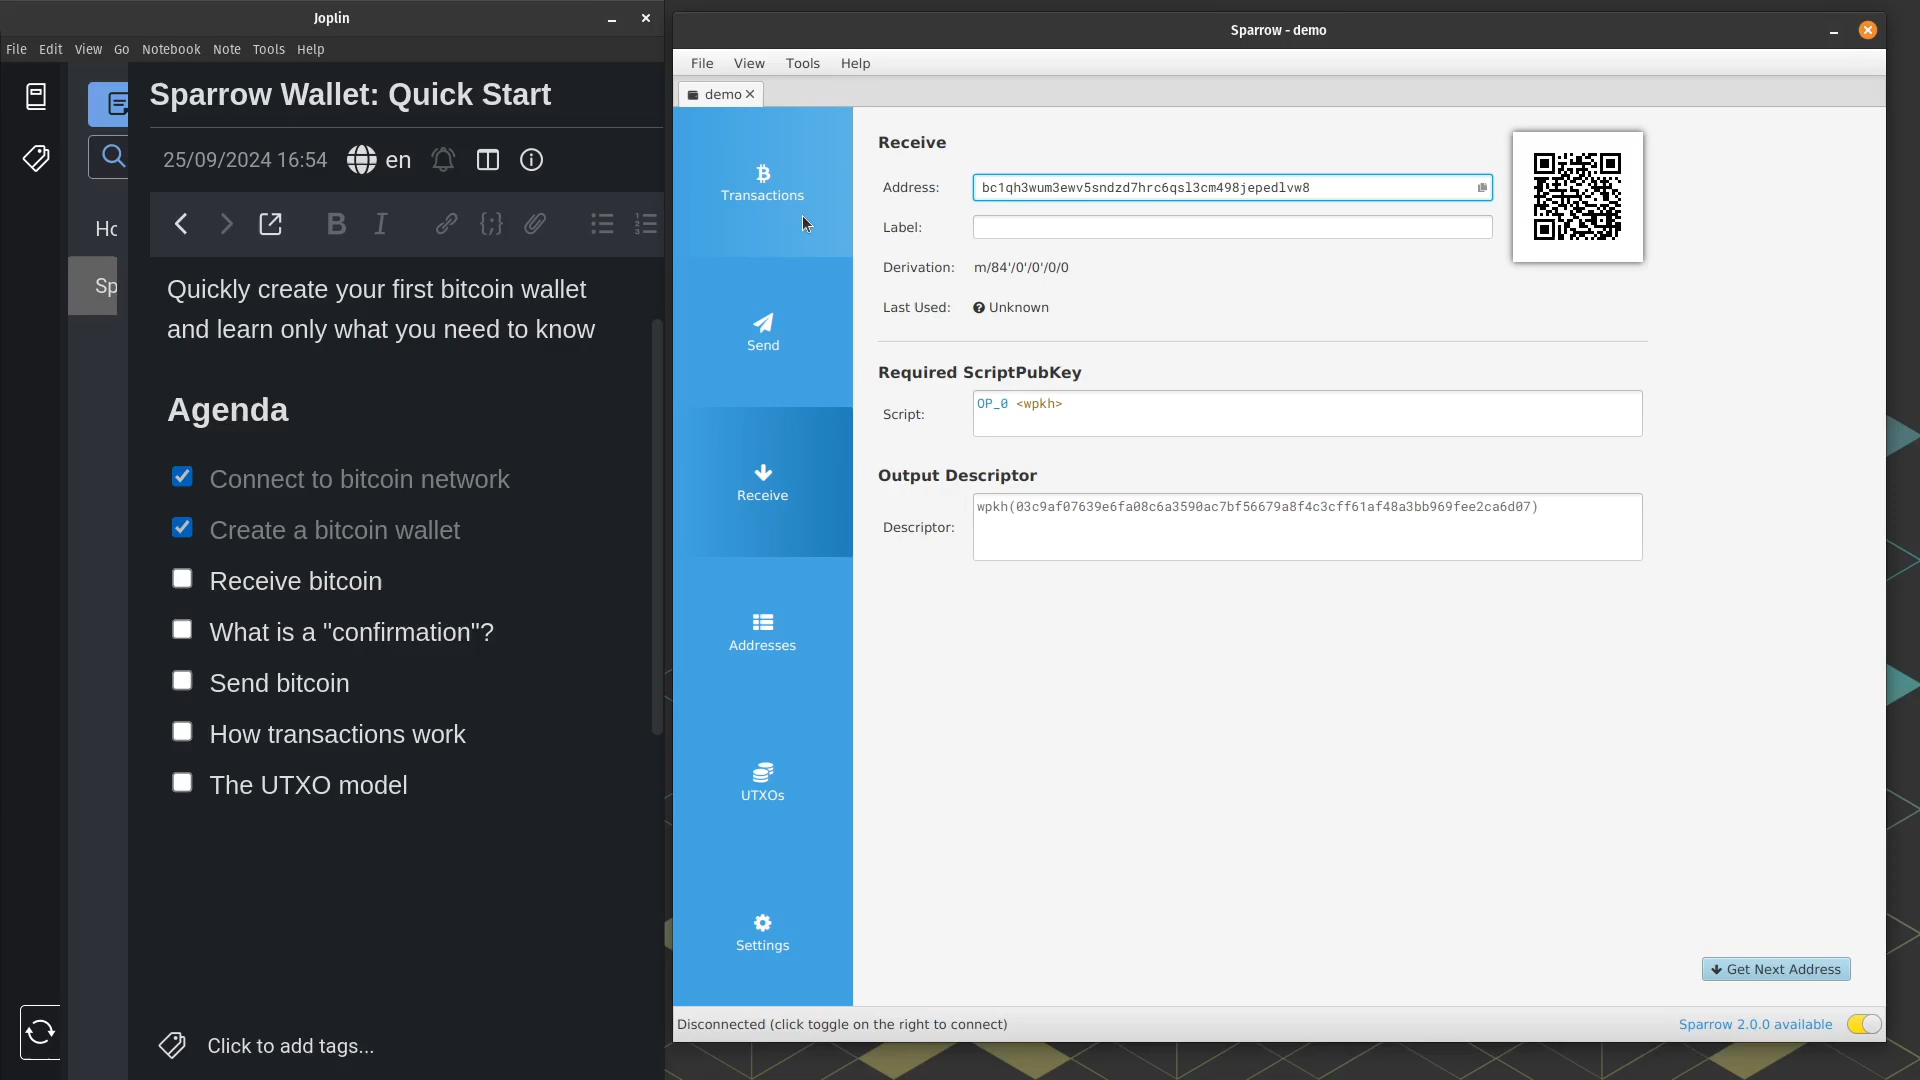 Joplin
File Edit View Go Notebook Note Tools Help
Sparrow Wallet: Quick Start
25/09/2024 16:54 en
B I
Hc
Sp
Quickly create your first bitcoin wallet
and learn only what you need to know
Agenda
Connect to bitcoin network
Create a bitcoin wallet
Receive bitcoin
What is a "confirmation"?
Send bitcoin
How transactions work
The UTXO model
Click to add tags...
Sparrow - demo
File View Tools Help
demo
Transactions
Send
Receive
Addresses
UTXOs
Settings
Receive
Address: bc1qh3wum3ewv5sndzd7hrc6qsl3cm498jepedlvw8
Label:
Derivation: m/84'/0'/0'/0/0
Last Used: Unknown
Required ScriptPubKey
Script: OP_0 <wpkh>
Output Descriptor
Descriptor: wpkh(03c9af07639e6fa08c6a3590ac7bf56679a8f4c3cff61af48a3bb969fee2ca6d07)
Get Next Address
Disconnected (click toggle on the right to connect)
Sparrow 2.0.0 available